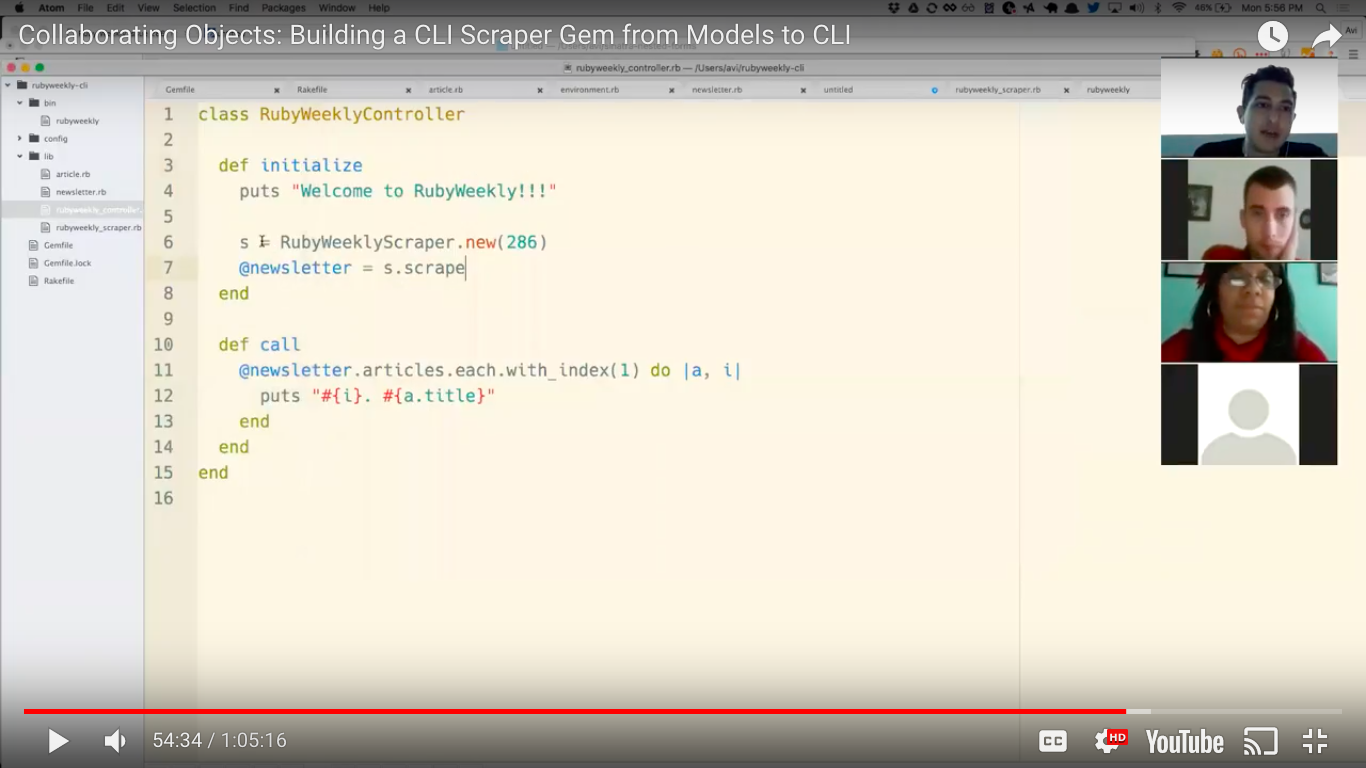 Atom File Edit View Selection Find Packages Window Help
46% Mon 5:56 PM
Collaborating Objects: Building a CLI Scraper Gem from Models to CLI
Avi
rubyweekly_controller.rb — /Users/avi/rubyweekly-cli
Gemfile Rakefile article.rb environment.rb newsletter.rb untitled rubyweekly_scraper.rb rubyweekly
rubyweekly-cli
bin
rubyweekly
config
lib
article.rb
newsletter.rb
rubyweekly_controller.
rubyweekly_scraper.rb
Gemfile
Gemfile.lock
Rakefile
1 class RubyWeeklyController
2
3 def initialize
4 puts "Welcome to RubyWeekly!!!"
5
6 s = RubyWeeklyScraper.new(286)
7 @newsletter = s.scrape
8 end
9
10 def call
11 @newsletter.articles.each.with_index(1) do |a, i|
12 puts "#{i}. #{a.title}"
13 end
14 end
15 end
16
54:34 / 1:05:16
CC HD YouTube